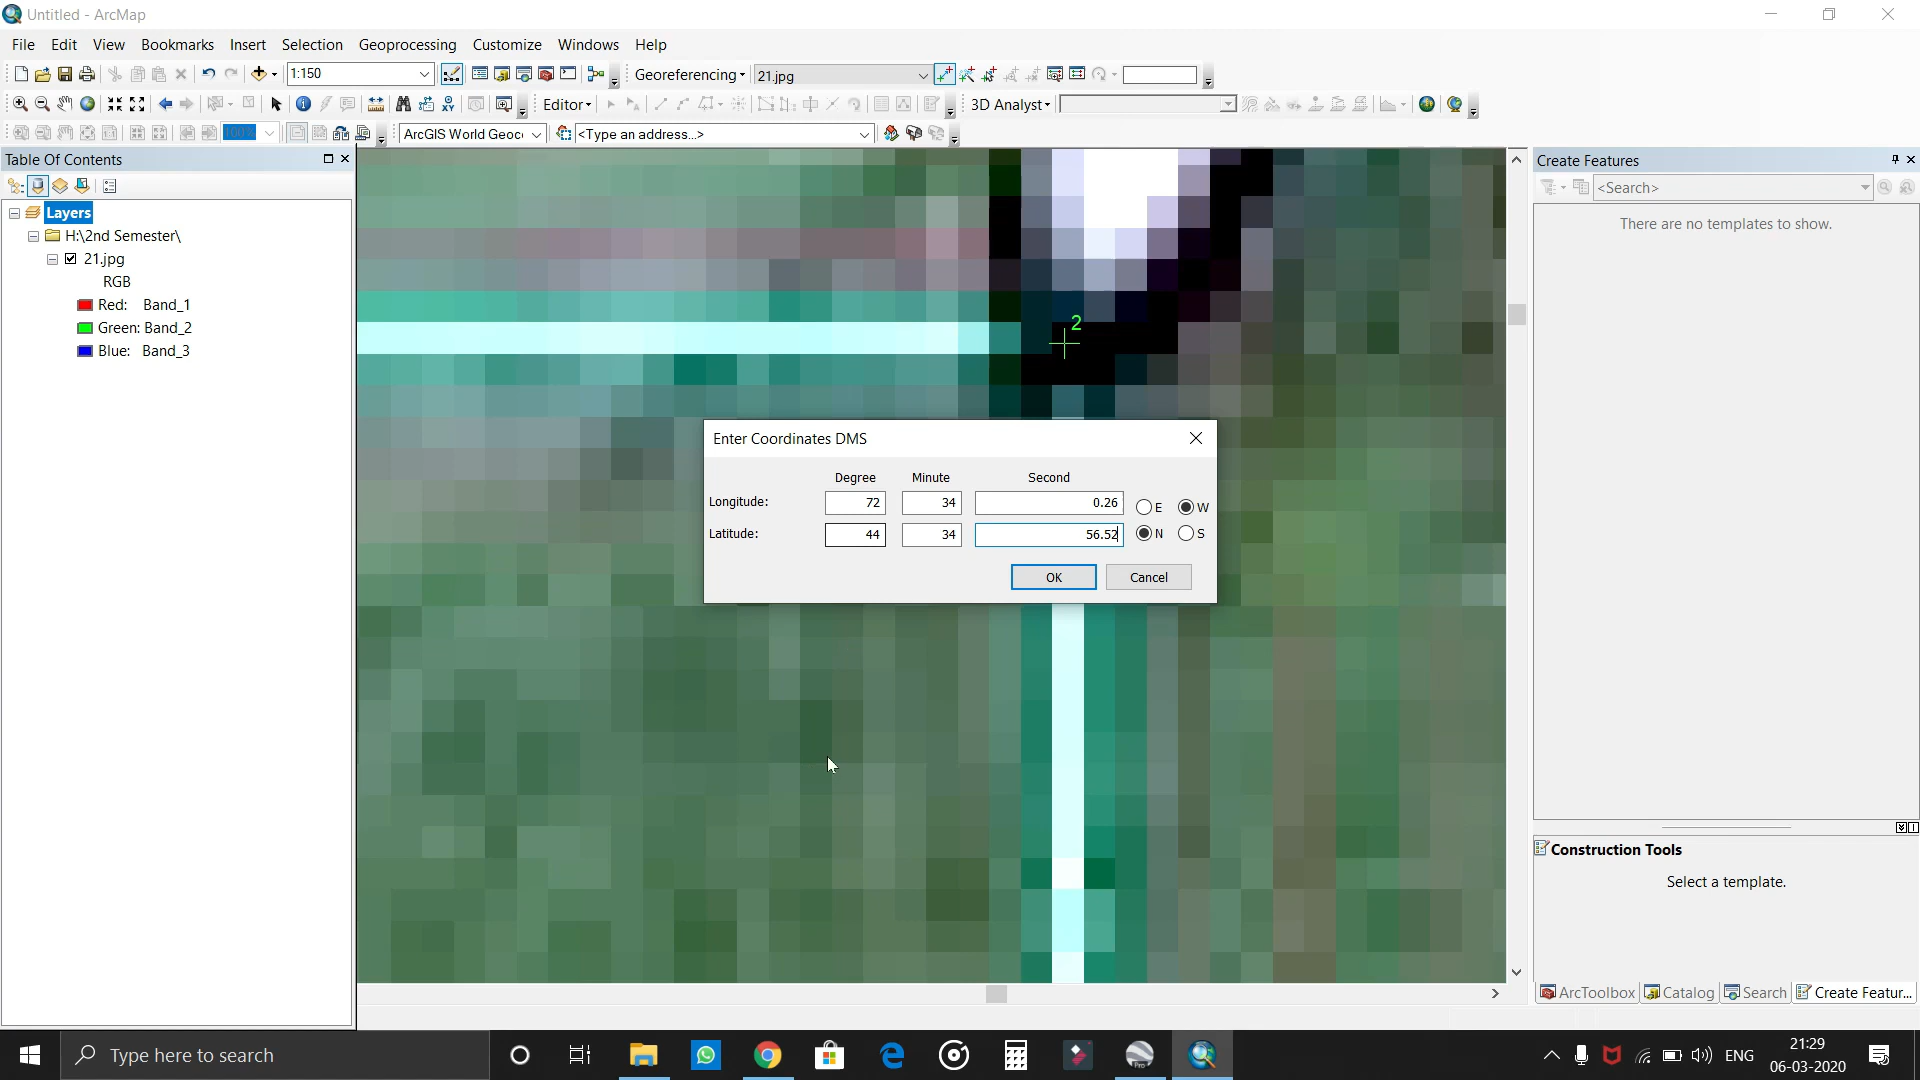 Untitled - ArcMap
File Edit View Bookmarks Insert Selection Geoprocessing Customize Windows Help
1:150 Georeferencing 21.jpg
Editor 3D Analyst
100% ArcGIS World Geoc <Type an address...>
Table Of Contents
Layers
H:\2nd Semester\
21.jpg
RGB
Red: Band_1
Green: Band_2
Blue: Band_3
2
Enter Coordinates DMS
Degree Minute Second
Longitude: 72 34 0.26 E W
Latitude: 44 34 56.52 N S
OK Cancel
Create Features
<Search>
There are no templates to show.
Construction Tools
Select a template.
ArcToolbox Catalog Search Create Featur...
Type here to search
Pro
ENG
21:29
06-03-2020